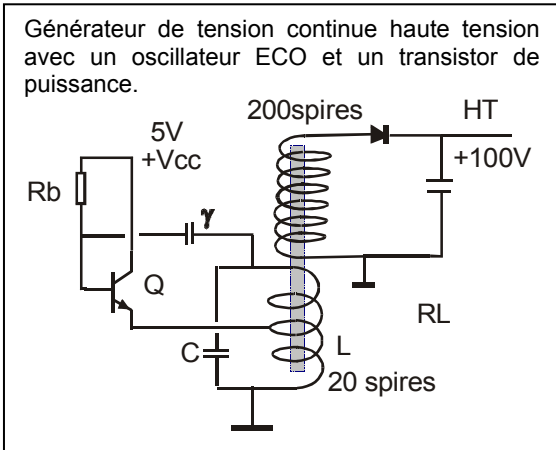 Générateur de tension continue haute tension
avec un oscillateur ECO et un transistor de
puissance.
200spires
HT
5V
+Vcc
+100V
Rb
γ
Q
RL
C
L
20 spires